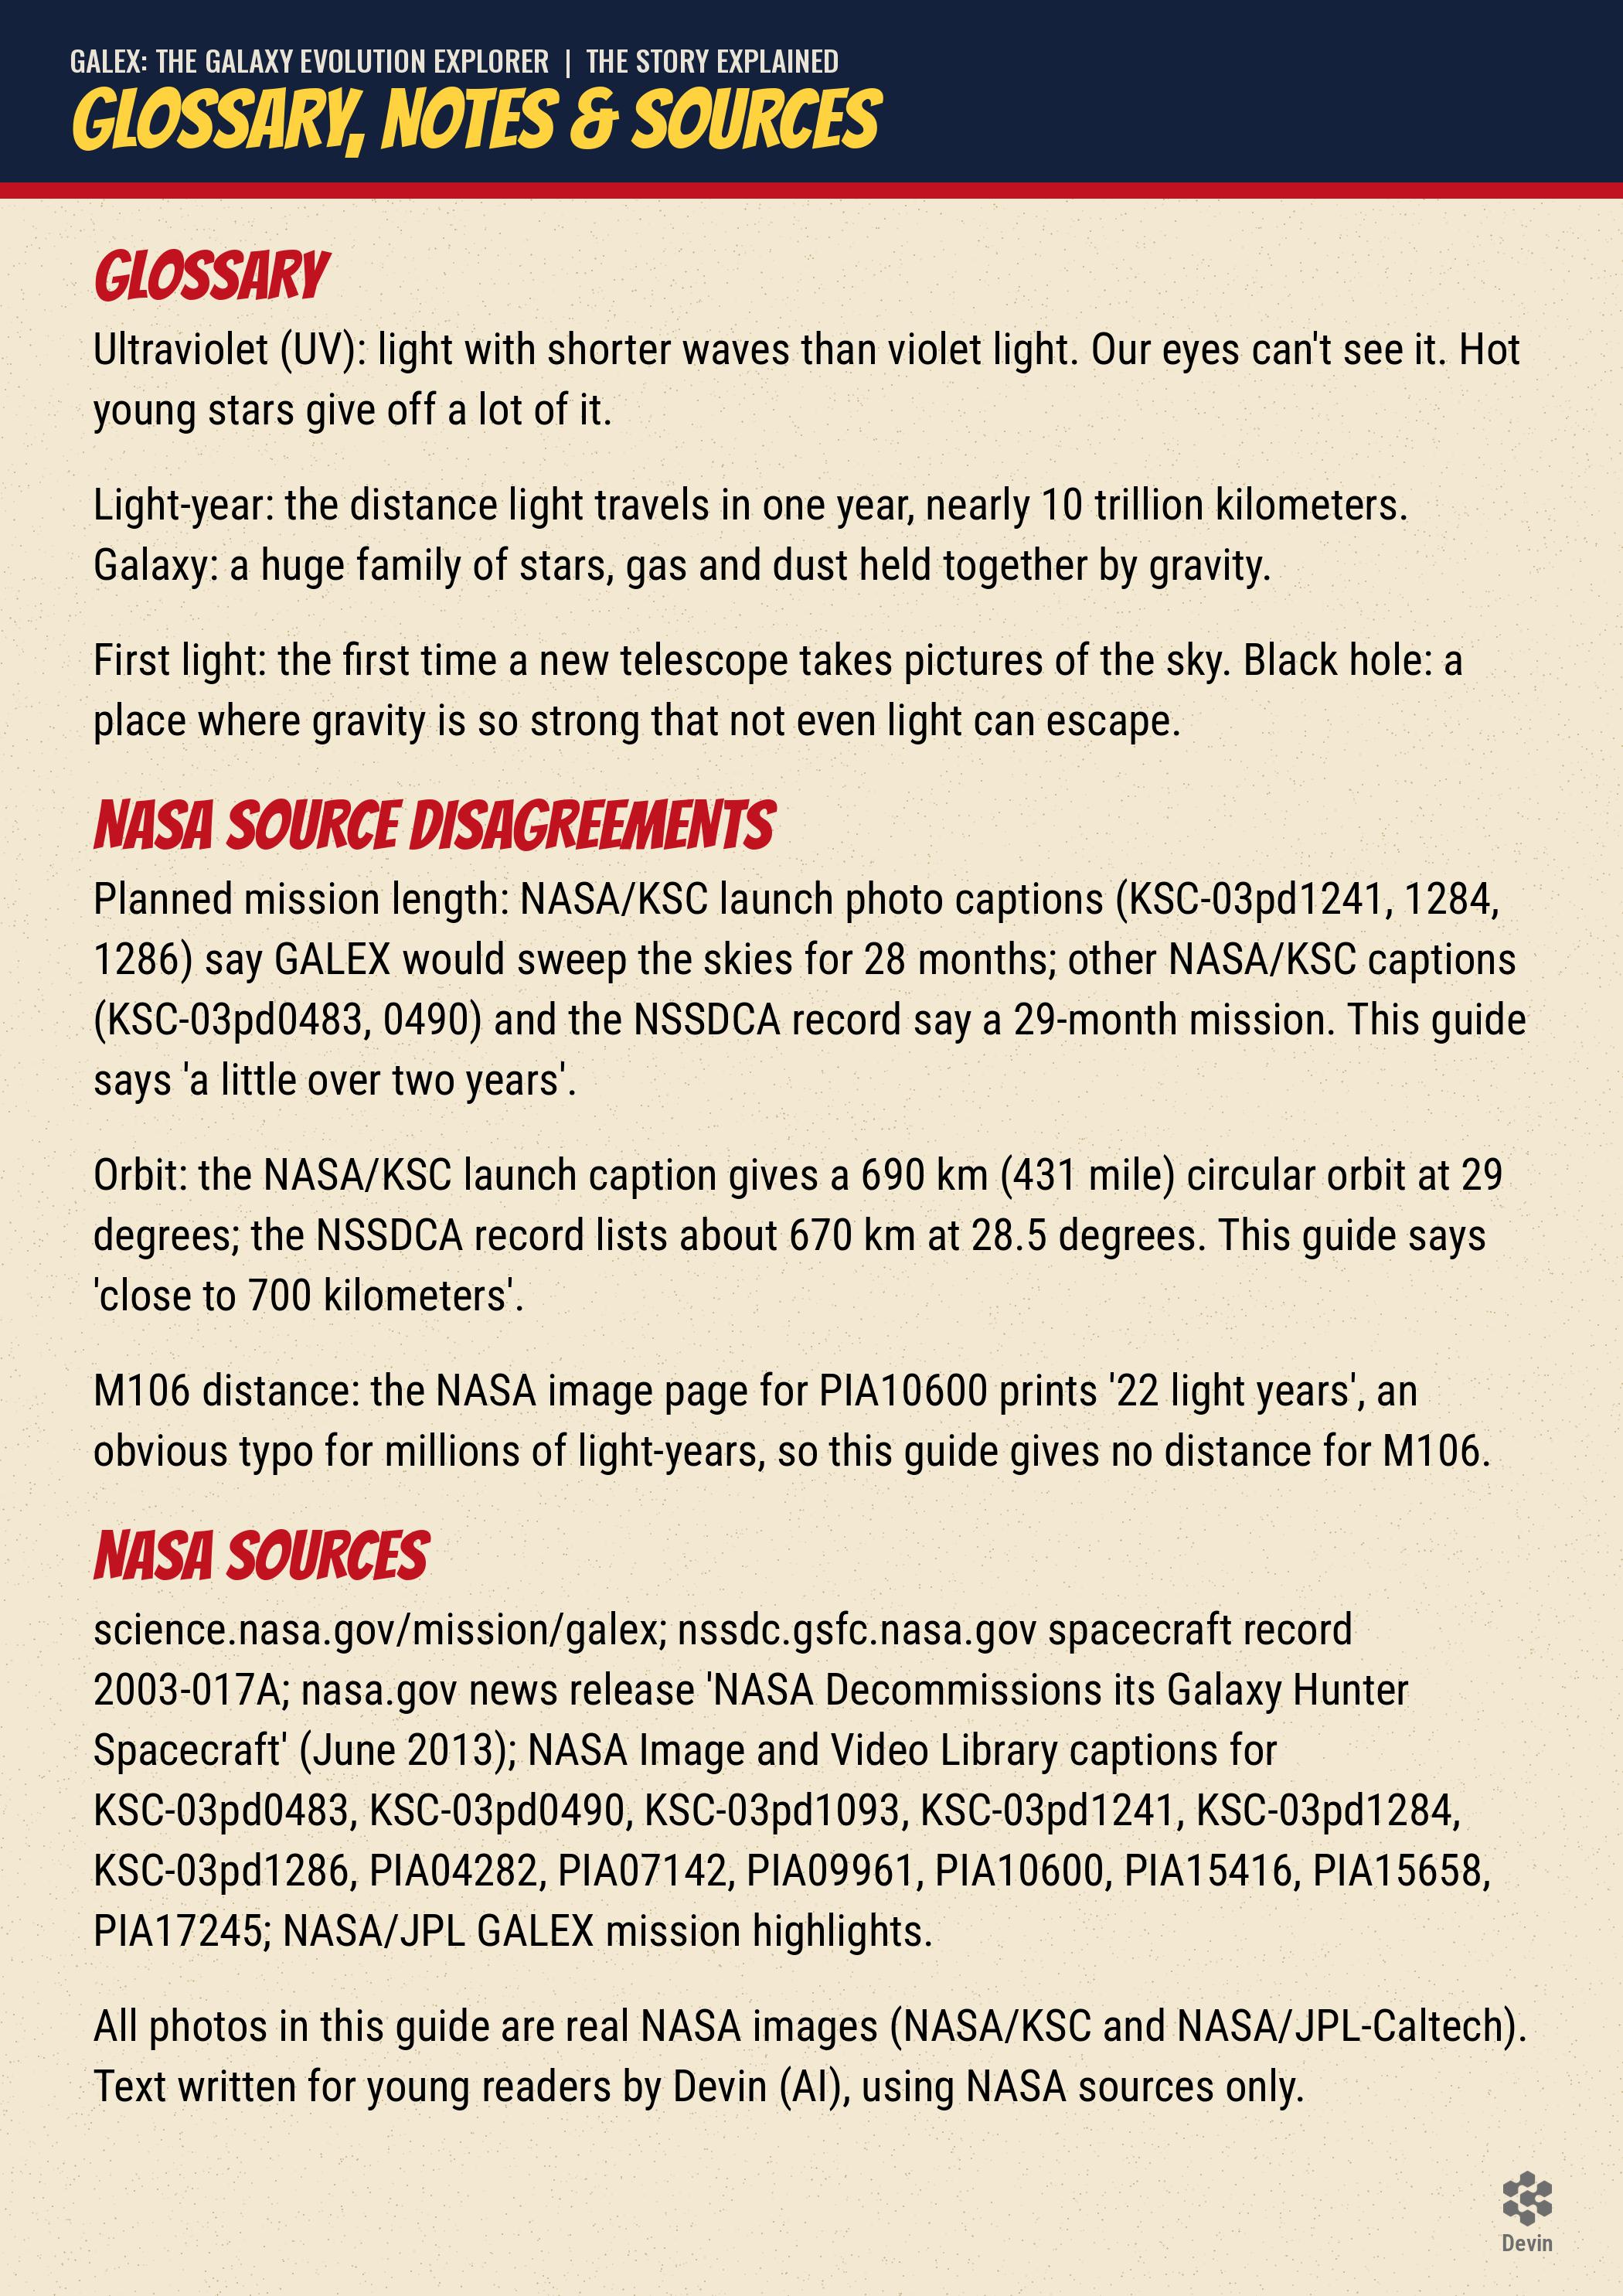 GALEX: THE GALAXY EVOLUTION EXPLORER | THE STORY EXPLAINED
GLOSSARY, NOTES & SOURCES
GLOSSARY
Ultraviolet (UV): light with shorter waves than violet light. Our eyes can't see it. Hot
young stars give off a lot of it.
Light-year: the distance light travels in one year, nearly 10 trillion kilometers.
Galaxy: a huge family of stars, gas and dust held together by gravity.
First light: the first time a new telescope takes pictures of the sky. Black hole: a
place where gravity is so strong that not even light can escape.
NASA SOURCE DISAGREEMENTS
Planned mission length: NASA/KSC launch photo captions (KSC-03pd1241, 1284,
1286) say GALEX would sweep the skies for 28 months; other NASA/KSC captions
(KSC-03pd0483, 0490) and the NSSDCA record say a 29-month mission. This guide
says 'a little over two years'.
Orbit: the NASA/KSC launch caption gives a 690 km (431 mile) circular orbit at 29
degrees; the NSSDCA record lists about 670 km at 28.5 degrees. This guide says
'close to 700 kilometers'.
M106 distance: the NASA image page for PIA10600 prints '22 light years', an
obvious typo for millions of light-years, so this guide gives no distance for M106.
NASA SOURCES
science.nasa.gov/mission/galex; nssdc.gsfc.nasa.gov spacecraft record
2003-017A; nasa.gov news release 'NASA Decommissions its Galaxy Hunter
Spacecraft' (June 2013); NASA Image and Video Library captions for
KSC-03pd0483, KSC-03pd0490, KSC-03pd1093, KSC-03pd1241, KSC-03pd1284,
KSC-03pd1286, PIA04282, PIA07142, PIA09961, PIA10600, PIA15416, PIA15658,
PIA17245; NASA/JPL GALEX mission highlights.
All photos in this guide are real NASA images (NASA/KSC and NASA/JPL-Caltech).
Text written for young readers by Devin (AI), using NASA sources only.
Devin